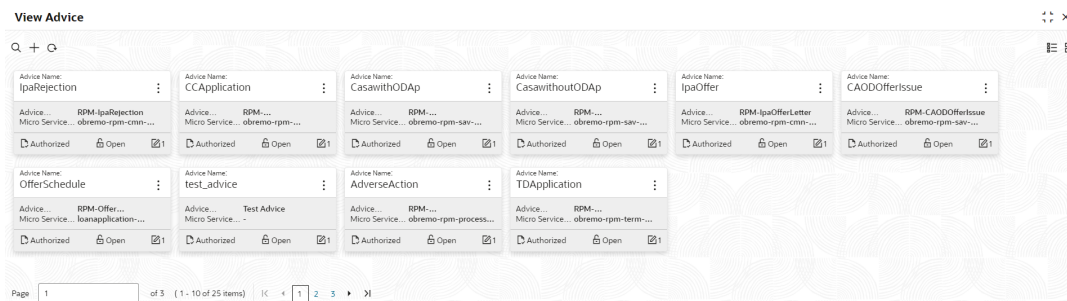 View Advice
Advice Name: Advice Name: Advice Name: Advice Name: Advice Name: Advice Name:
IpaRejection CCApplication CasawithODAp CasawithoutODAp IpaOffer CAODOfferIssue
Advice... RPM-IpaRejection Advice... RPM-... Advice... RPM-... Advice... RPM-... Advice... RPM-IpaOfferLetter Advice... RPM-CAODOfferIssue
Micro Service... obremo-rpm-cmn-... Micro Service... obremo-rpm-... Micro Service... obremo-rpm-sav-... Micro Service... obremo-rpm-sav-... Micro Service... obremo-rpm-cmn-... Micro Service... obremo-rpm-sav-...
Authorized Open 1 Authorized Open 1 Authorized Open 1 Authorized Open 1 Authorized Open 1 Authorized Open 1
Advice Name: Advice Name: Advice Name: Advice Name:
OfferSchedule test_advice AdverseAction TDApplication
Advice... RPM-Offer... Advice... Test Advice Advice... RPM-... Advice... RPM-...
Micro Service... loanapplication-... Micro Service... - Micro Service... obremo-rpm-process... Micro Service... obremo-rpm-term-...
Authorized Open 1 Authorized Open 1 Authorized Open 1 Authorized Open 1
Page 1 of 3 (1 - 10 of 25 items) 1 2 3